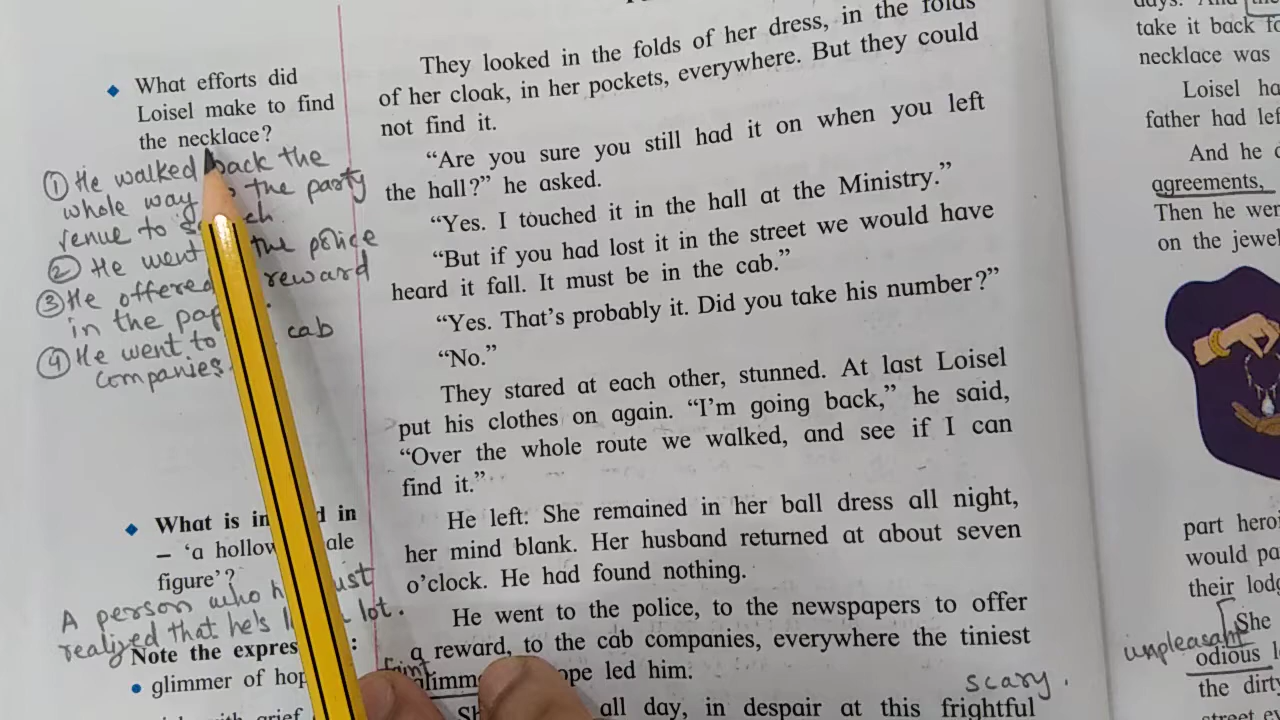 What efforts did
Loisel make to find
the necklace?
① He walked back the
whole way the party
venue to
② He went the police
③ He offered reward
in the
④ He went to cab
companies.
What is in
– 'a hollow
figure'?
A person who
realized that he's lot.
Note the :
glimmer of
with grief
They looked in the folds of her dress, in the folds
of her cloak, in her pockets, everywhere. But they could
not find it.
"Are you sure you still had it on when you left
the hall?" he asked.
"Yes. I touched it in the hall at the Ministry."
"But if you had lost it in the street we would have
heard it fall. It must be in the cab."
"Yes. That's probably it. Did you take his number?"
"No."
They stared at each other, stunned. At last Loisel
put his clothes on again. "I'm going back," he said,
"Over the whole route we walked, and see if I can
find it."
He left: She remained in her ball dress all night,
her mind blank. Her husband returned at about seven
o'clock. He had found nothing.
He went to the police, to the newspapers to offer
a reward, to the cab companies, everywhere the tiniest
led him.
scary.
all day, in despair at this frightful
take it back
necklace was
Loisel
father had
And he
agreements.
Then he
on the
part
would
their
She
unpleasant
odious
the
street